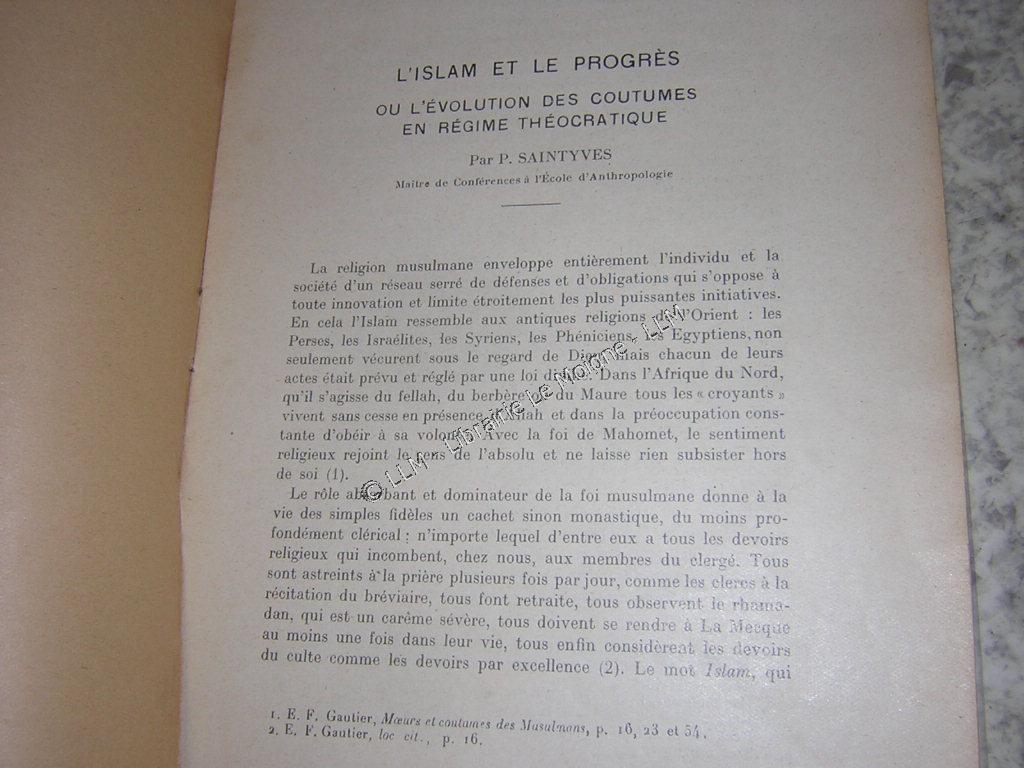 L'ISLAM ET LE PROGRÈS
OU L'ÉVOLUTION DES COUTUMES
EN RÉGIME THÉOCRATIQUE
Par P. SAINTYVES
Maître de Conférences à l'École d'Anthropologie
La religion musulmane enveloppe entièrement l'individu et la
société d'un réseau serré de défenses et d'obligations qui s'oppose à
toute innovation et limite étroitement les plus puissantes initiatives.
En cela l'Islam ressemble aux antiques religions de l'Orient : les
Perses, les Israélites, les Syriens, les Phéniciens, les Egyptiens, non
seulement vécurent sous le regard de Dieu mais chacun de leurs
actes était prévu et réglé par une loi divine. Dans l'Afrique du Nord,
qu'il s'agisse du fellah, du berbère ou du Maure tous les « croyants »
vivent sans cesse en présence d'Allah et dans la préoccupation cons-
tante d'obéir à sa volonté. Avec la foi de Mahomet, le sentiment
religieux rejoint le sens de l'absolu et ne laisse rien subsister hors
de soi (1).
Le rôle absorbant et dominateur de la foi musulmane donne à la
vie des simples fidèles un cachet sinon monastique, du moins pro-
fondément clérical : n'importe lequel d'entre eux a tous les devoirs
religieux qui incombent, chez nous, aux membres du clergé. Tous
sont astreints à la prière plusieurs fois par jour, comme les clercs à la
récitation du bréviaire, tous font retraite, tous observent le rhama-
dan, qui est un carême sévère, tous doivent se rendre à La Mecque
au moins une fois dans leur vie, tous enfin considèrent les devoirs
du culte comme les devoirs par excellence (2). Le mot Islam, qui
1. E. F. Gautier, Mœurs et coutumes des Musulmans, p. 16, 23 et 54.
2. E. F. Gautier, loc cit., p. 16.
© LLM - Librairie Le Moione - LLM